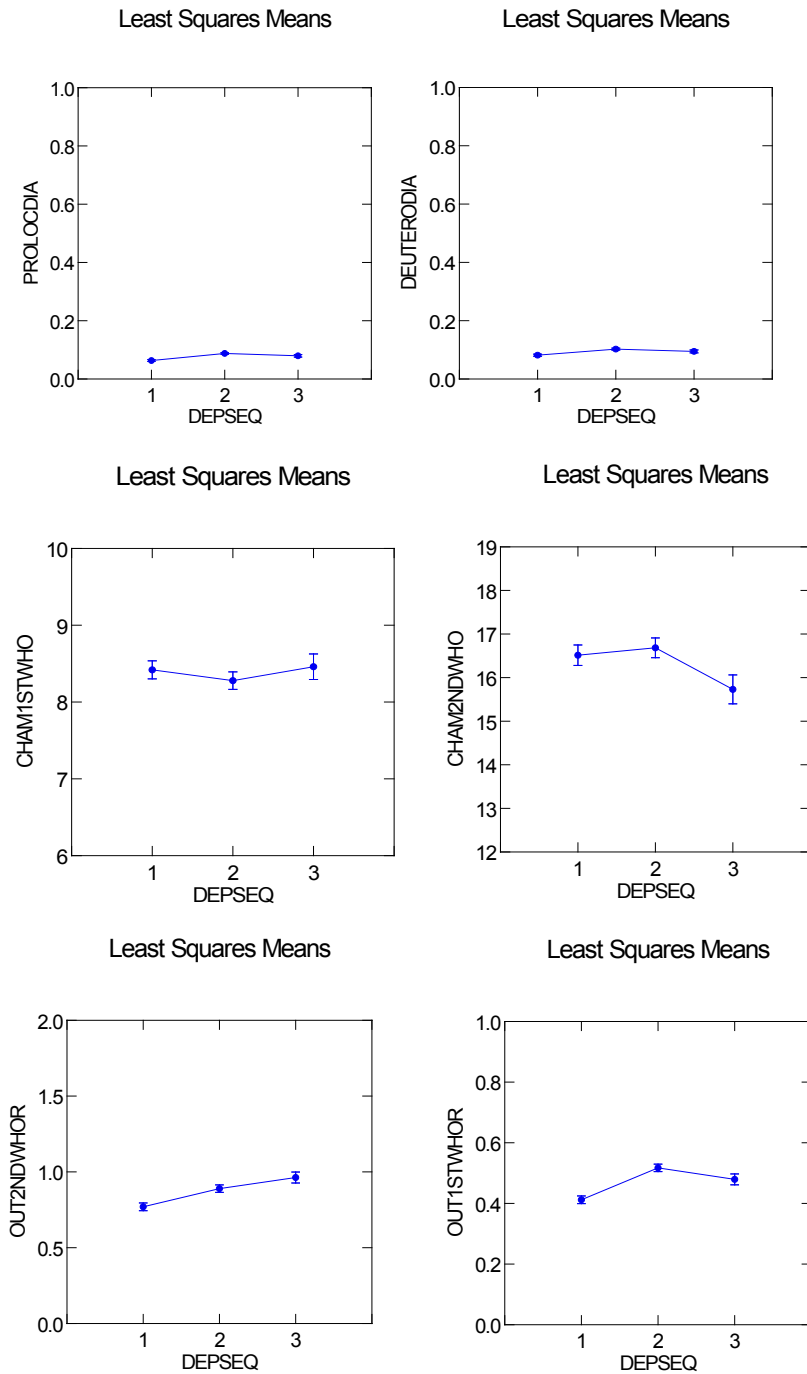 Least Squares Means
1.0
0.8
0.6
0.4
0.2
0.0
PROLOCDIA
1 2 3
DEPSEQ
Least Squares Means
1.0
0.8
0.6
0.4
0.2
0.0
DEUTERODIA
1 2 3
DEPSEQ
Least Squares Means
10
9
8
7
6
CHAM1STWHO
1 2 3
DEPSEQ
Least Squares Means
19
18
17
16
15
14
13
12
CHAM2NDWHO
1 2 3
DEPSEQ
Least Squares Means
2.0
1.5
1.0
0.5
0.0
OUT2NDWHOR
1 2 3
DEPSEQ
Least Squares Means
1.0
0.8
0.6
0.4
0.2
0.0
OUT1STWHOR
1 2 3
DEPSEQ